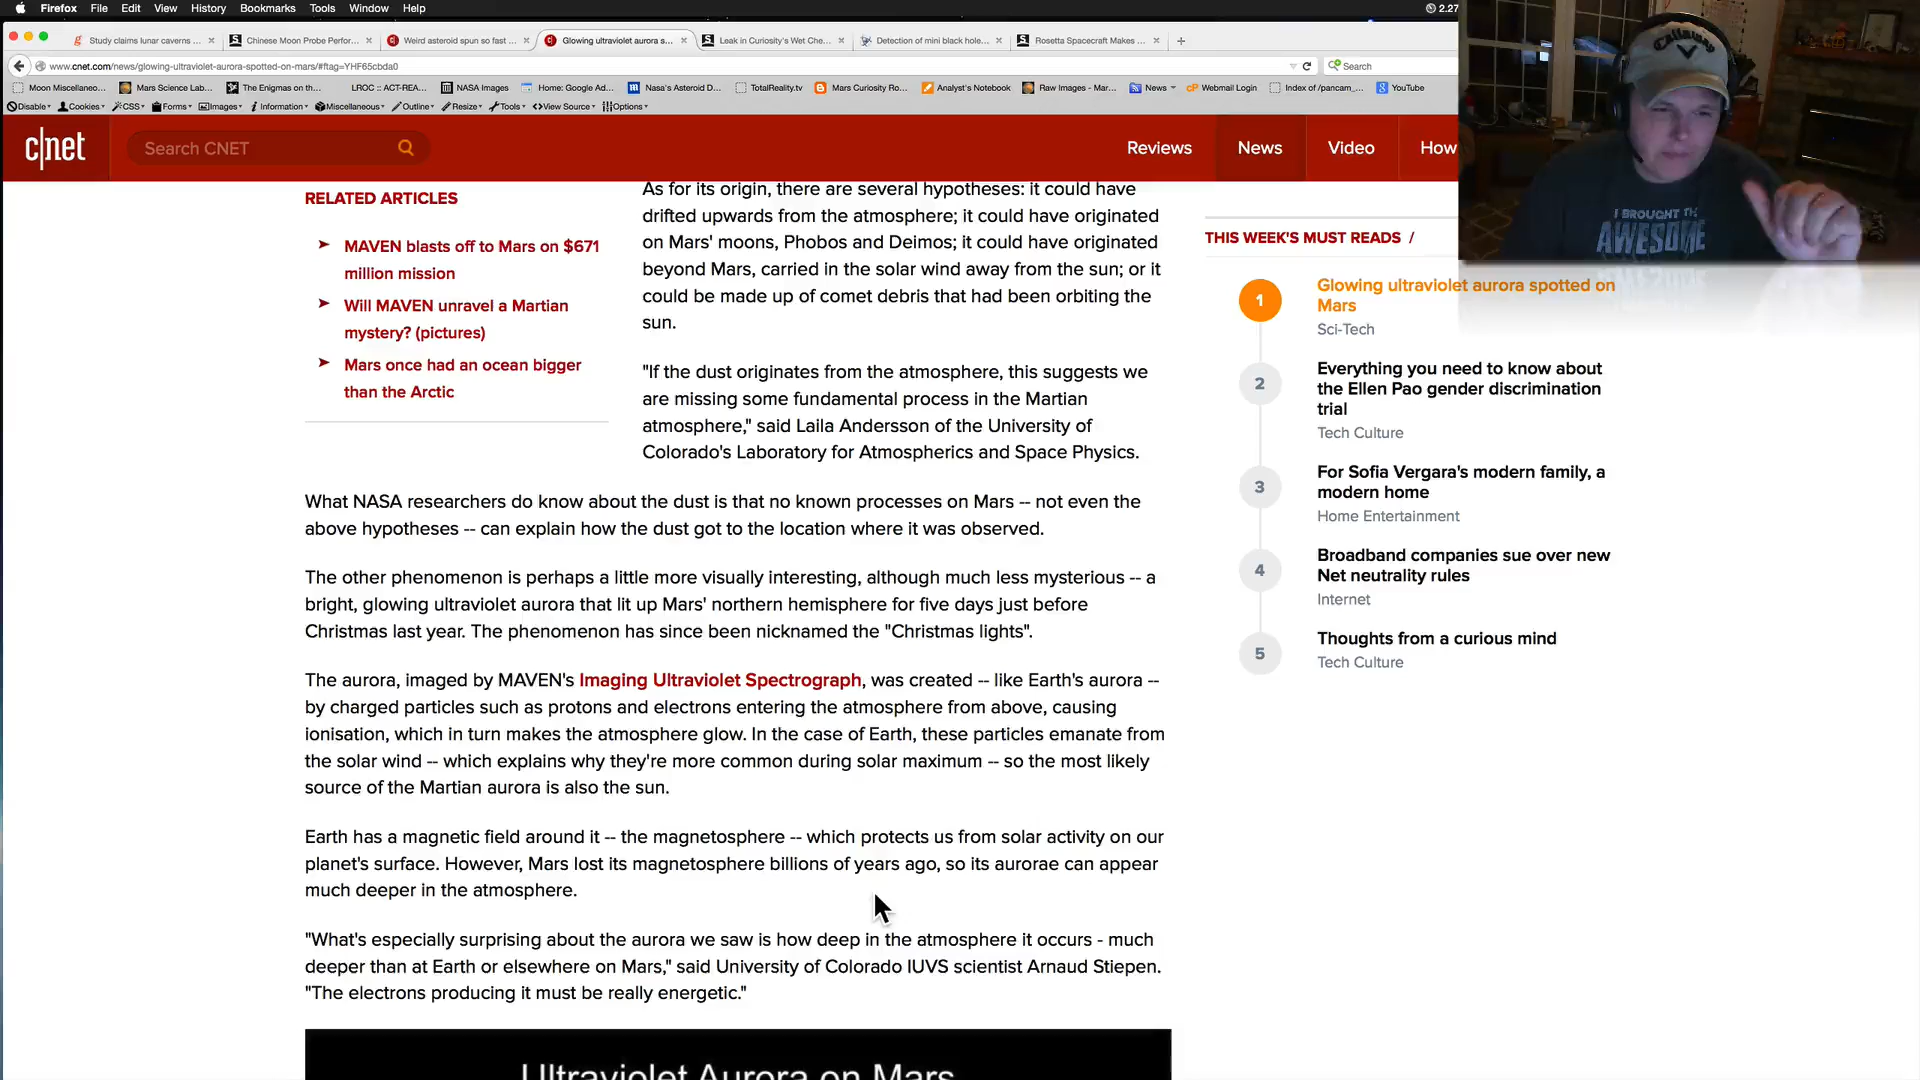 Firefox File Edit View History Bookmarks Tools Window Help
2.27
Study claims lunar caverns ... Chinese Moon Probe Perfor... Weird asteroid spun so fast ... Glowing ultraviolet aurora s... Leak in Curiosity's Wet Che... Detection of mini black hole... Rosetta Spacecraft Makes ...
www.cnet.com/news/glowing-ultraviolet-aurora-spotted-on-mars/#ftag=YHF65cbda0 Search
Moon Miscellaneo... Mars Science Lab... The Enigmas on th... LROC :: ACT-REA... NASA Images Home: Google Ad... Nasa's Asteroid D... TotalReality.tv Mars Curiosity Ro... Analyst's Notebook Raw Images - Mar... News Webmail Login Index of /pancam_... YouTube
Disable Cookies CSS Forms Images Information Miscellaneous Outline Resize Tools View Source Options
c|net Search CNET Reviews News Video How
Callaway
I BROUGHT TH
AWESOME
RELATED ARTICLES
MAVEN blasts off to Mars on $671
million mission
Will MAVEN unravel a Martian
mystery? (pictures)
Mars once had an ocean bigger
than the Arctic
As for its origin, there are several hypotheses: it could have
drifted upwards from the atmosphere; it could have originated
on Mars' moons, Phobos and Deimos; it could have originated
beyond Mars, carried in the solar wind away from the sun; or it
could be made up of comet debris that had been orbiting the
sun.
"If the dust originates from the atmosphere, this suggests we
are missing some fundamental process in the Martian
atmosphere," said Laila Andersson of the University of
Colorado's Laboratory for Atmospherics and Space Physics.
What NASA researchers do know about the dust is that no known processes on Mars -- not even the
above hypotheses -- can explain how the dust got to the location where it was observed.
The other phenomenon is perhaps a little more visually interesting, although much less mysterious -- a
bright, glowing ultraviolet aurora that lit up Mars' northern hemisphere for five days just before
Christmas last year. The phenomenon has since been nicknamed the "Christmas lights".
The aurora, imaged by MAVEN's Imaging Ultraviolet Spectrograph, was created -- like Earth's aurora --
by charged particles such as protons and electrons entering the atmosphere from above, causing
ionisation, which in turn makes the atmosphere glow. In the case of Earth, these particles emanate from
the solar wind -- which explains why they're more common during solar maximum -- so the most likely
source of the Martian aurora is also the sun.
Earth has a magnetic field around it -- the magnetosphere -- which protects us from solar activity on our
planet's surface. However, Mars lost its magnetosphere billions of years ago, so its aurorae can appear
much deeper in the atmosphere.
"What's especially surprising about the aurora we saw is how deep in the atmosphere it occurs - much
deeper than at Earth or elsewhere on Mars," said University of Colorado IUVS scientist Arnaud Stiepen.
"The electrons producing it must be really energetic."
Ultraviolet Aurora on Mars
THIS WEEK'S MUST READS /
1
Glowing ultraviolet aurora spotted on
Mars
Sci-Tech
2
Everything you need to know about
the Ellen Pao gender discrimination
trial
Tech Culture
3
For Sofia Vergara's modern family, a
modern home
Home Entertainment
4
Broadband companies sue over new
Net neutrality rules
Internet
5
Thoughts from a curious mind
Tech Culture